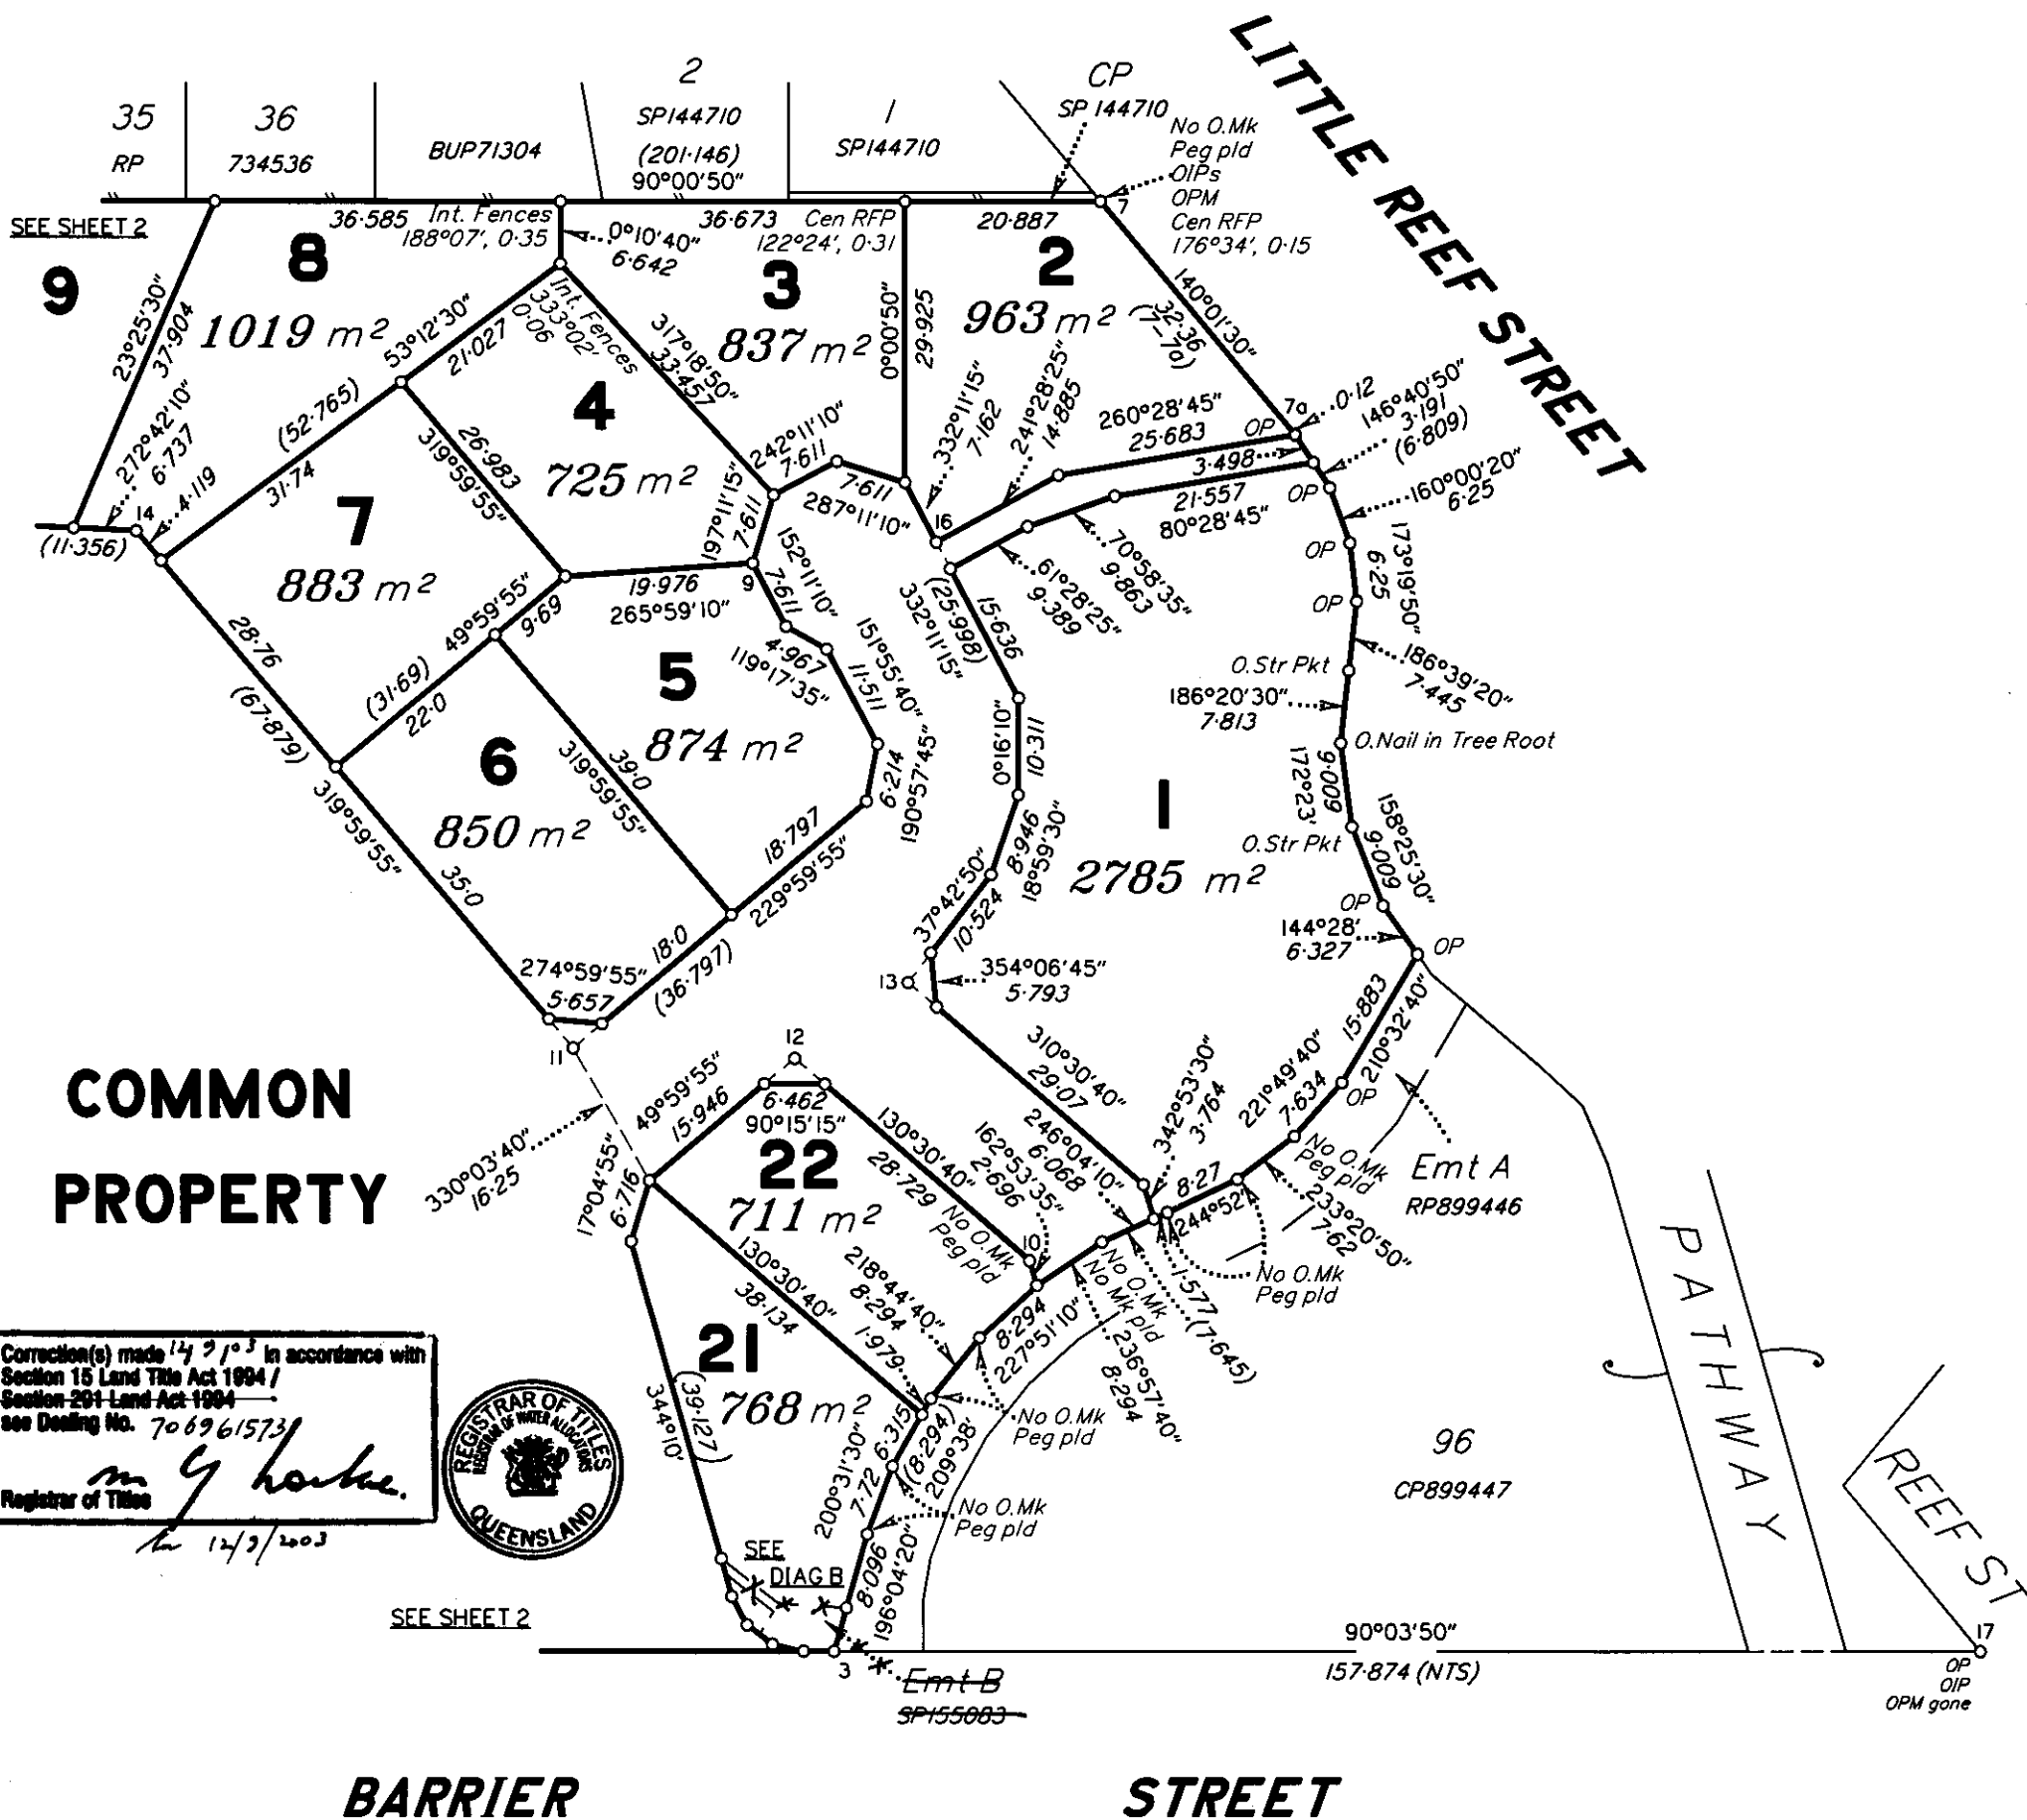 LITTLE REEF STREET
35
RP
36
734536
BUP71304
2
SP144710
(201·146)
90°00'50"
1
SP144710
CP
SP 144710
No O.Mk
Peg pld
OIPs
OPM
Cen RFP
176°34', 0·15
7
SEE SHEET 2
36·585
Int. Fences
188°07', 0·35
0°10'40"
6·642
36·673
Cen RFP
122°24', 0·31
20·887
9
8
1019 m²
23°25'30"
37·904
53°12'30"
21·027
Int. Fences
333°02'
0·06
3
837 m²
317°18'50"
33·457
0°00'50"
29·925
2
963 m²
140°01'30"
32·36
(7-7a)
7a
0·12
146°40'50"
3·191
(6·809)
260°28'45"
25·683
OP
3·498
241°28'25"
14·885
332°11'15"
7·162
21·557
80°28'45"
OP
160°00'20"
6·25
4
725 m²
242°11'10"
7·611
7·611
287°11'10"
16
197°11'15"
7·611
272°42'10"
6·737
4·119
14
(11·356)
(52·765)
31·74
26·983
319°59'55"
7
883 m²
70°58'35"
9·863
61°28'25"
9·389
OP
173°19'50"
6·25
OP
19·976
265°59'10"
9
152°11'10"
7·611
49°59'55"
9·69
(25·998)
332°11'15"
15·636
28·76
(67·879)
(31·69)
22·0
5
874 m²
4·967
119°17'35"
151°55'40"
11·511
O.Str Pkt
186°39'20"
7·445
186°20'30"
7·813
O.Nail in Tree Root
6
850 m²
39·0
319°59'55"
6·214
190°57'45"
0°16'10"
10·311
1
2785 m²
172°23'
9·009
O.Str Pkt
158°25'30"
9·009
319°59'55"
35·0
18·797
229°59'55"
8·946
18°59'30"
37°42'50"
10·524
OP
144°28'
6·327
OP
274°59'55"
5·657
18·0
(36·797)
13
354°06'45"
5·793
11
12
310°30'40"
29·07
15·883
210°32'40"
OP
COMMON
PROPERTY
330°03'40"
16·25
49°59'55"
15·946
6·462
90°15'15"
130°30'40"
28·729
246°04'10"
6·068
342°53'30"
3·764
221°49'40"
7·634
No O.Mk
Peg pld
Emt A
RP899446
17°04'55"
6·716
22
711 m²
162°53'35"
2·696
8·27
244°52'
233°20'50"
7·62
No O.Mk
Peg pld
10
No O.Mk
No Mk pld
No O.Mk
Peg pld
1·577
(7·645)
130°30'40"
38·134
218°44'40"
8·294
1·979
8·294
227°51'10"
236°57'40"
8·294
No O.Mk
Peg pld
21
768 m²
344°10'
(39·127)
6·315
(8·294)
209°38'
200°31'30"
7·72
No O.Mk
Peg pld
8·096
196°04'20"
Correction(s) made 12/9/03 in accordance with
Section 15 Land Title Act 1994 /
Section 291 Land Act 1994
see Dealing No. 706961573
Registrar of Titles
12/9/2003
REGISTRAR OF TITLES
REGISTRAR OF WATER ALLOCATIONS
QUEENSLAND
SEE
DIAG B
SEE SHEET 2
3
Emt B
SP155083
96
CP899447
PATHWAY
REEF ST
90°03'50"
157·874 (NTS)
17
OP
OIP
OPM gone
BARRIER STREET